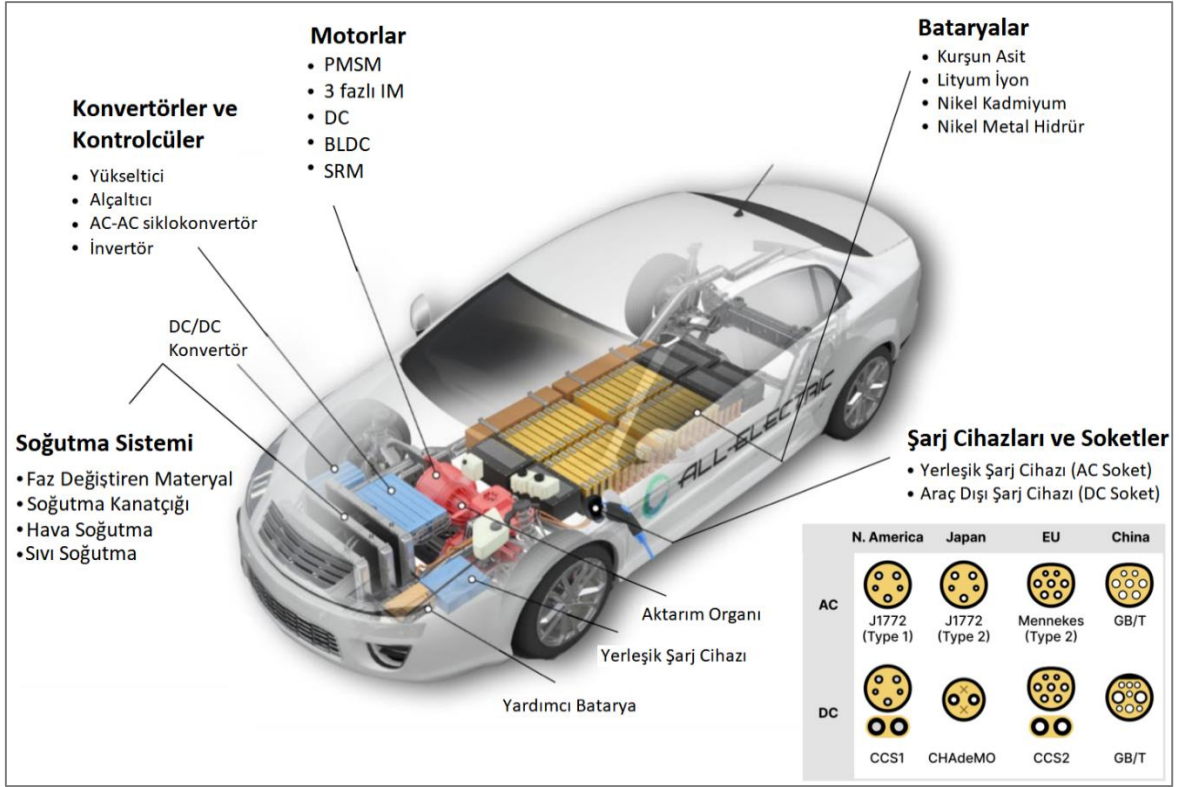 Motorlar
• PMSM
• 3 fazlı IM
• DC
• BLDC
• SRM
Bataryalar
• Kurşun Asit
• Lityum İyon
• Nikel Kadmiyum
• Nikel Metal Hidrür
Konvertörler ve
Kontrolcüler
• Yükseltici
• Alçaltıcı
• AC-AC siklokonvertör
• İnvertör
DC/DC
Konvertör
Soğutma Sistemi
• Faz Değiştiren Materyal
• Soğutma Kanatçığı
• Hava Soğutma
• Sıvı Soğutma
ALL-ELECTRIC
Şarj Cihazları ve Soketler
• Yerleşik Şarj Cihazı (AC Soket)
• Araç Dışı Şarj Cihazı (DC Soket)
Aktarım Organı
Yerleşik Şarj Cihazı
Yardımcı Batarya
N. America Japan EU China
AC
J1772 J1772 Mennekes GB/T
(Type 1) (Type 2) (Type 2)
DC
CCS1 CHAdeMO CCS2 GB/T